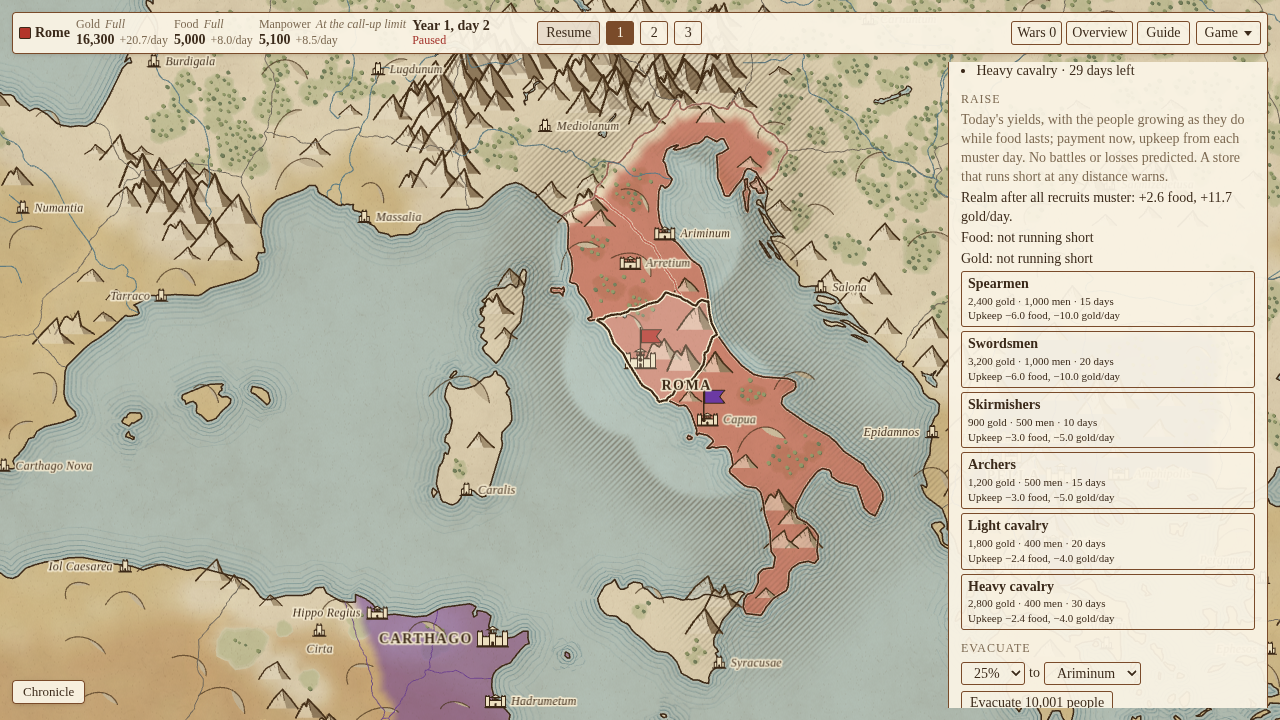 Rome
Gold Full
16,300 +20.7/day
Food Full
5,000 +8.0/day
Manpower At the call-up limit
5,100 +8.5/day
Year 1, day 2
Paused
Resume
1
2
3
Wars 0
Overview
Guide
Game
Burdigala
Lugdunum
Mediolanum
Numantia
Massalia
Ariminum
Arretium
Tarraco
Salona
ROMA
Capua
Epidamnos
Carthago Nova
Caralis
Iol Caesarea
Hippo Regius
CARTHAGO
Cirta
Syracusae
Hadrumetum
Chronicle
• Heavy cavalry · 29 days left
RAISE
Today's yields, with the people growing as they do
while food lasts; payment now, upkeep from each
muster day. No battles or losses predicted. A store
that runs short at any distance warns.
Realm after all recruits muster: +2.6 food, +11.7
gold/day.
Food: not running short
Gold: not running short
Spearmen
2,400 gold · 1,000 men · 15 days
Upkeep −6.0 food, −10.0 gold/day
Swordsmen
3,200 gold · 1,000 men · 20 days
Upkeep −6.0 food, −10.0 gold/day
Skirmishers
900 gold · 500 men · 10 days
Upkeep −3.0 food, −5.0 gold/day
Archers
1,200 gold · 500 men · 15 days
Upkeep −3.0 food, −5.0 gold/day
Light cavalry
1,800 gold · 400 men · 20 days
Upkeep −2.4 food, −4.0 gold/day
Heavy cavalry
2,800 gold · 400 men · 30 days
Upkeep −2.4 food, −4.0 gold/day
EVACUATE
25% to Ariminum
Evacuate 10,001 people